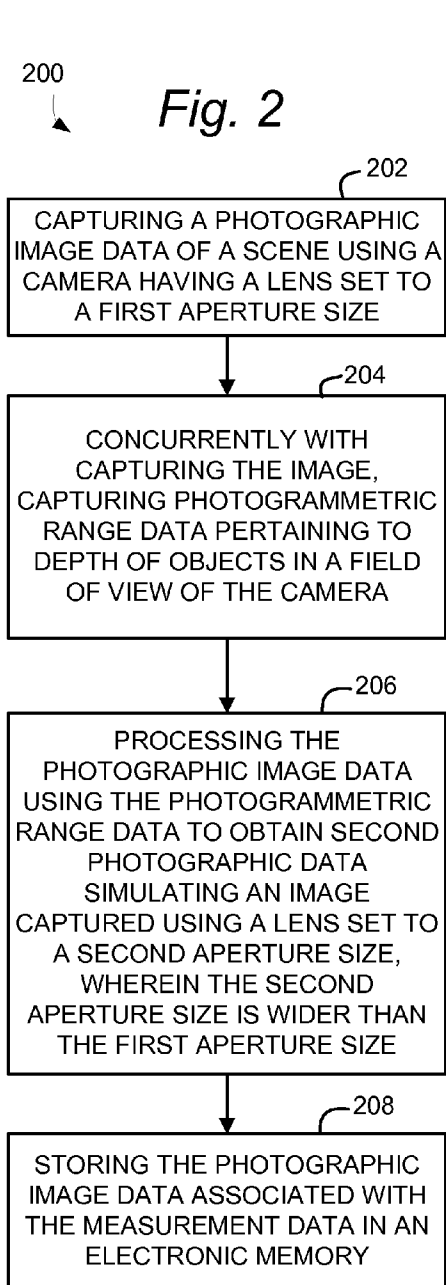 200
Fig. 2
202
CAPTURING A PHOTOGRAPHIC
IMAGE DATA OF A SCENE USING A
CAMERA HAVING A LENS SET TO
A FIRST APERTURE SIZE
204
CONCURRENTLY WITH
CAPTURING THE IMAGE,
CAPTURING PHOTOGRAMMETRIC
RANGE DATA PERTAINING TO
DEPTH OF OBJECTS IN A FIELD
OF VIEW OF THE CAMERA
206
PROCESSING THE
PHOTOGRAPHIC IMAGE DATA
USING THE PHOTOGRAMMETRIC
RANGE DATA TO OBTAIN SECOND
PHOTOGRAPHIC DATA
SIMULATING AN IMAGE
CAPTURED USING A LENS SET TO
A SECOND APERTURE SIZE,
WHEREIN THE SECOND
APERTURE SIZE IS WIDER THAN
THE FIRST APERTURE SIZE
208
STORING THE PHOTOGRAPHIC
IMAGE DATA ASSOCIATED WITH
THE MEASUREMENT DATA IN AN
ELECTRONIC MEMORY